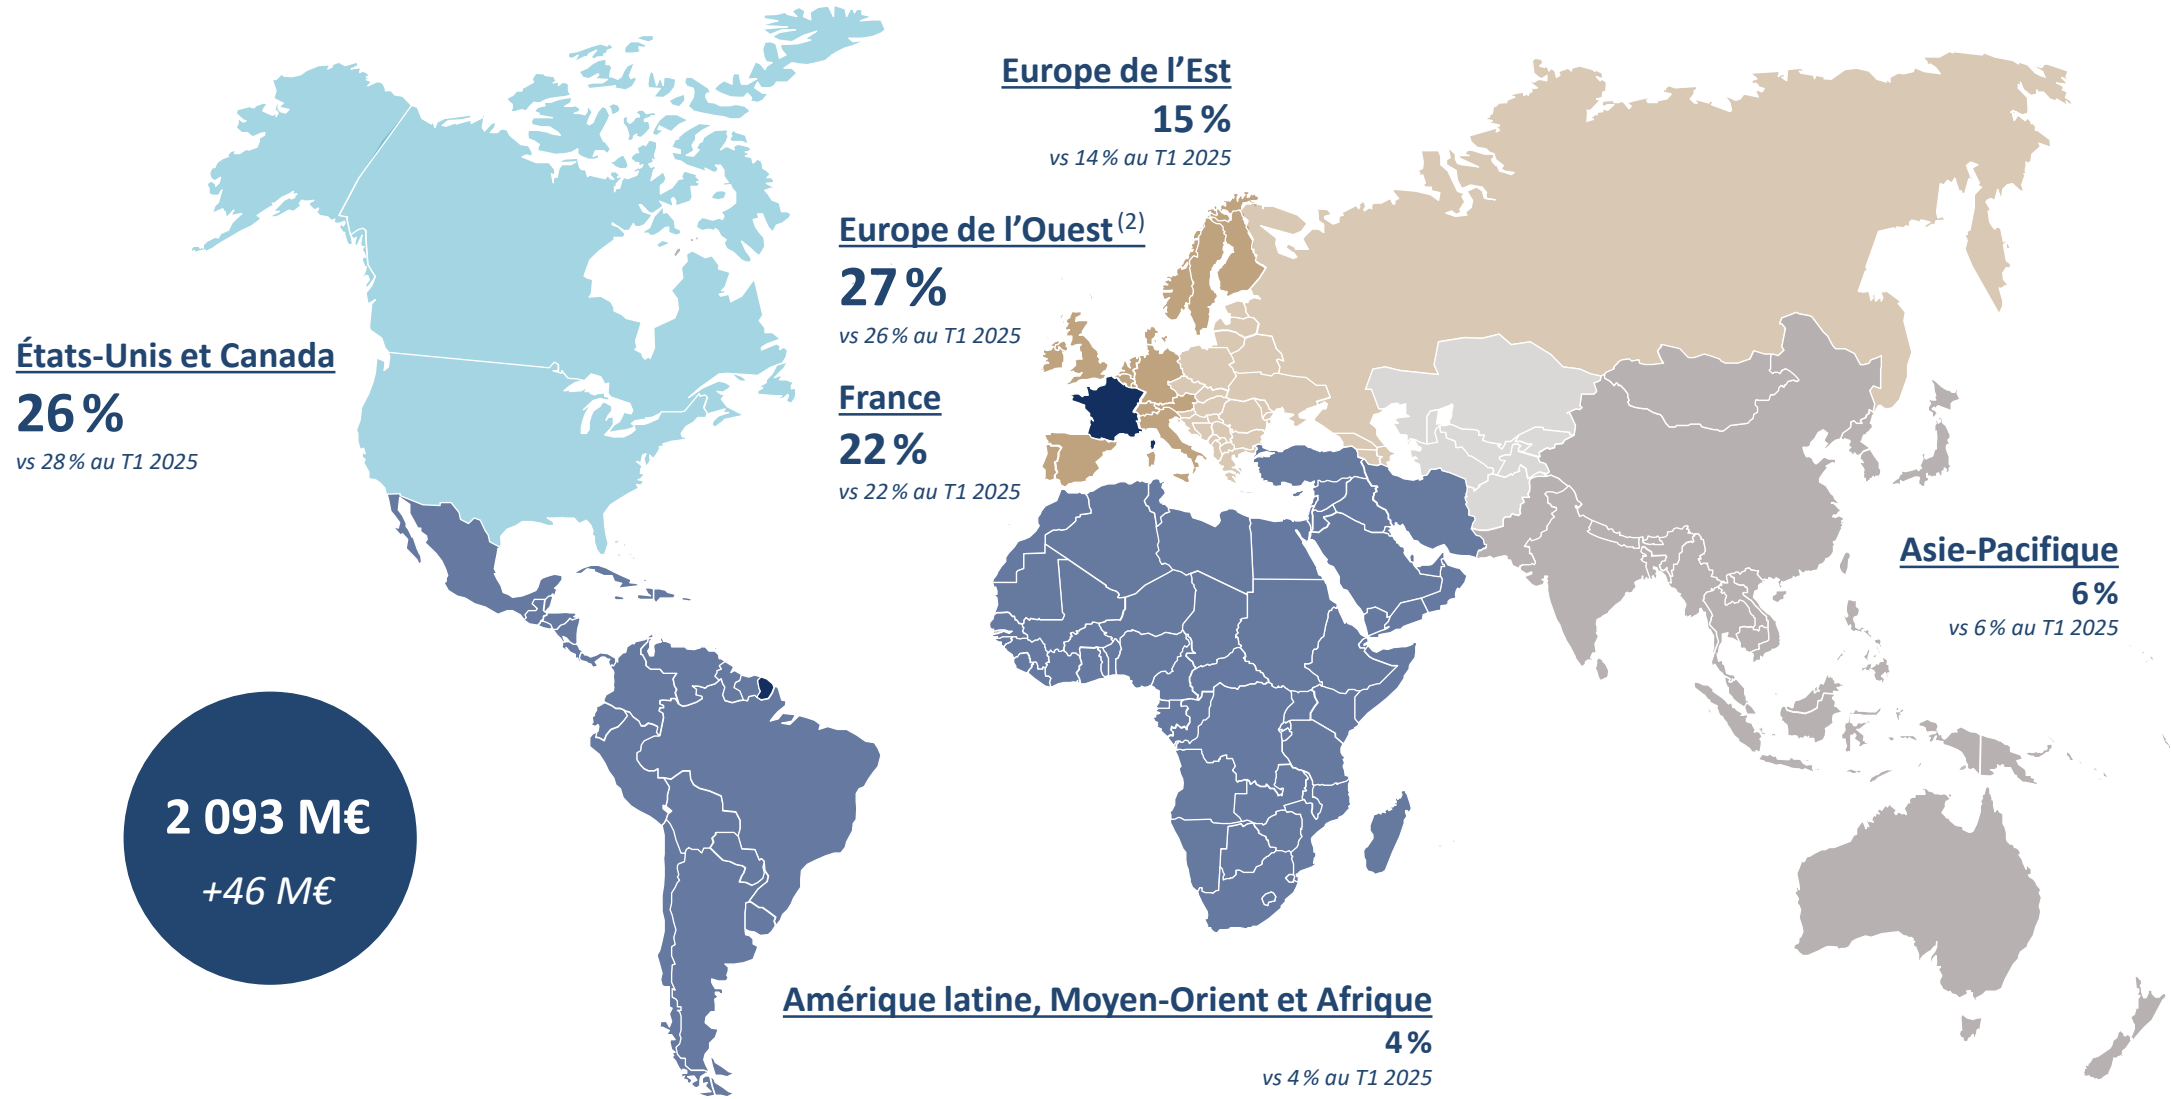 Europe de l’Est
15 %
vs 14 % au T1 2025
Europe de l’Ouest (2)
27 %
vs 26 % au T1 2025
États-Unis et Canada
26 %
vs 28 % au T1 2025
France
22 %
vs 22 % au T1 2025
Asie-Pacifique
6 %
vs 6 % au T1 2025
2 093 M€
+46 M€
Amérique latine, Moyen-Orient et Afrique
4 %
vs 4 % au T1 2025